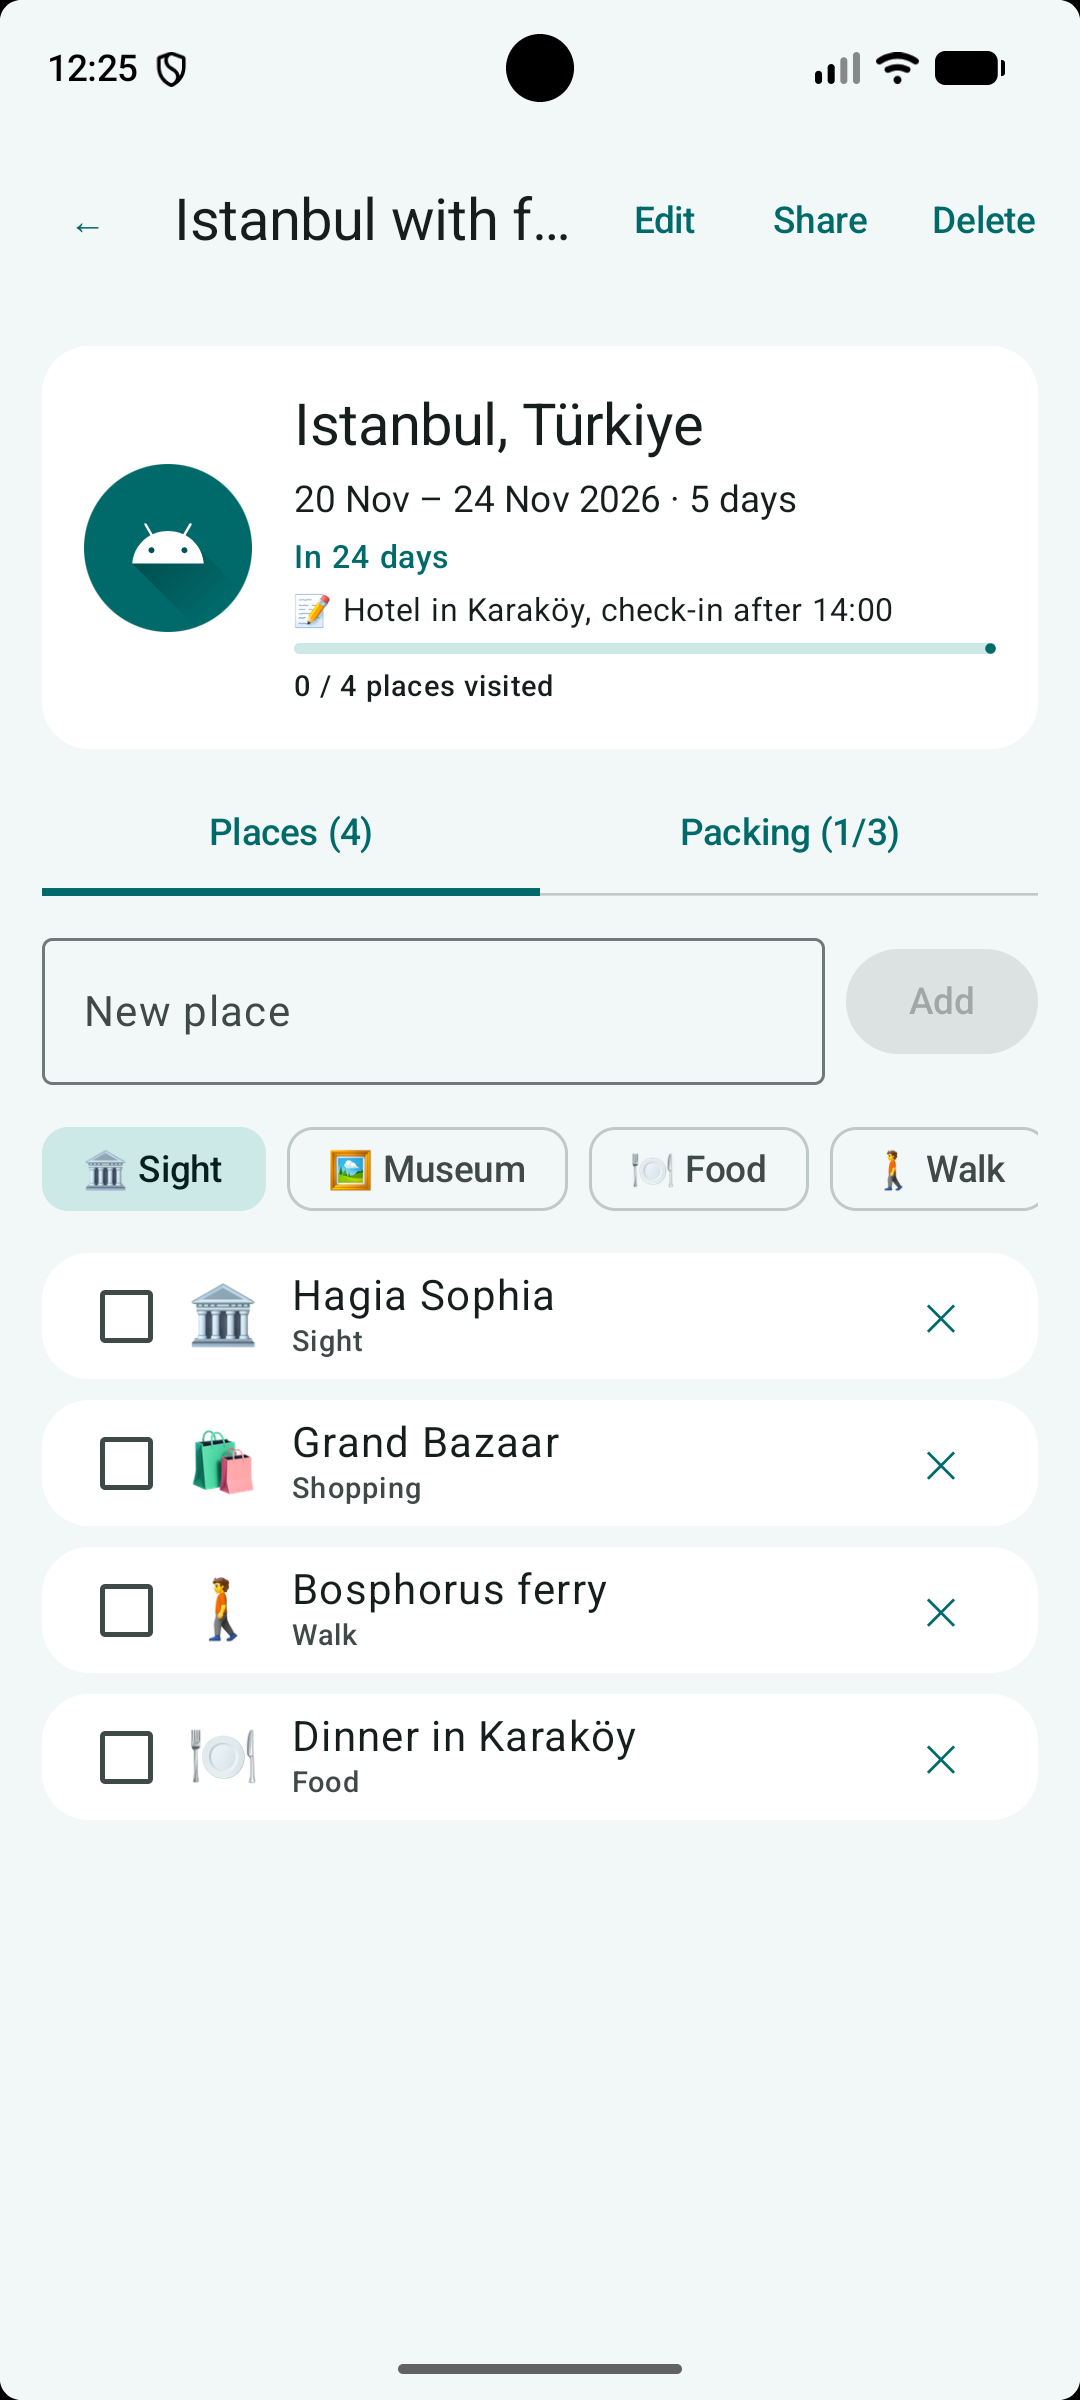 12:25
← Istanbul with f... Edit Share Delete
Istanbul, Türkiye
20 Nov – 24 Nov 2026 · 5 days
In 24 days
📝 Hotel in Karaköy, check-in after 14:00
0 / 4 places visited
Places (4) Packing (1/3)
New place Add
🏛️ Sight 🖼️ Museum 🍽️ Food 🚶 Walk
Hagia Sophia
Sight
Grand Bazaar
Shopping
Bosphorus ferry
Walk
Dinner in Karaköy
Food